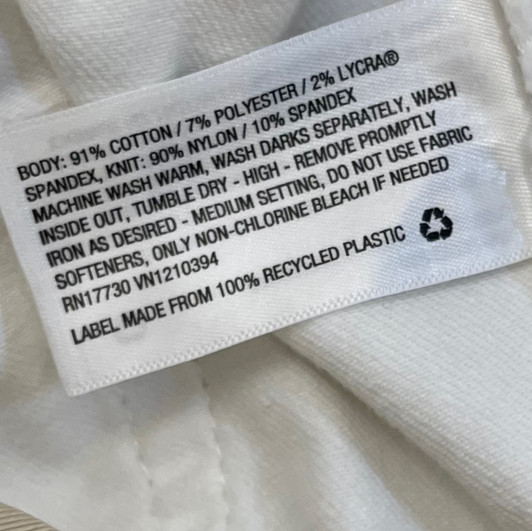 BODY: 91% COTTON / 7% POLYESTER / 2% LYCRA®
SPANDEX, KNIT: 90% NYLON / 10% SPANDEX
MACHINE WASH WARM, WASH DARKS SEPARATELY, WASH
INSIDE OUT, TUMBLE DRY - HIGH - REMOVE PROMPTLY
IRON AS DESIRED - MEDIUM SETTING, DO NOT USE FABRIC
SOFTENERS, ONLY NON-CHLORINE BLEACH IF NEEDED
RN17730 VN1210394
LABEL MADE FROM 100% RECYCLED PLASTIC